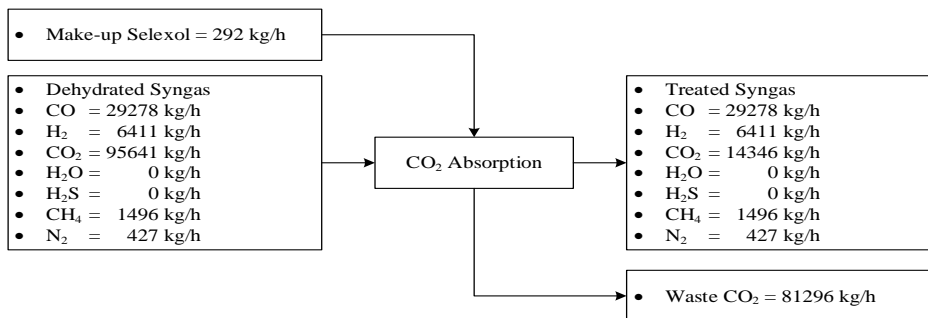 • Make-up Selexol = 292 kg/h
• Dehydrated Syngas
• CO = 29278 kg/h
• H₂ = 6411 kg/h
• CO₂ = 95641 kg/h
• H₂O = 0 kg/h
• H₂S = 0 kg/h
• CH₄ = 1496 kg/h
• N₂ = 427 kg/h
CO₂ Absorption
• Treated Syngas
• CO = 29278 kg/h
• H₂ = 6411 kg/h
• CO₂ = 14346 kg/h
• H₂O = 0 kg/h
• H₂S = 0 kg/h
• CH₄ = 1496 kg/h
• N₂ = 427 kg/h
• Waste CO₂ = 81296 kg/h